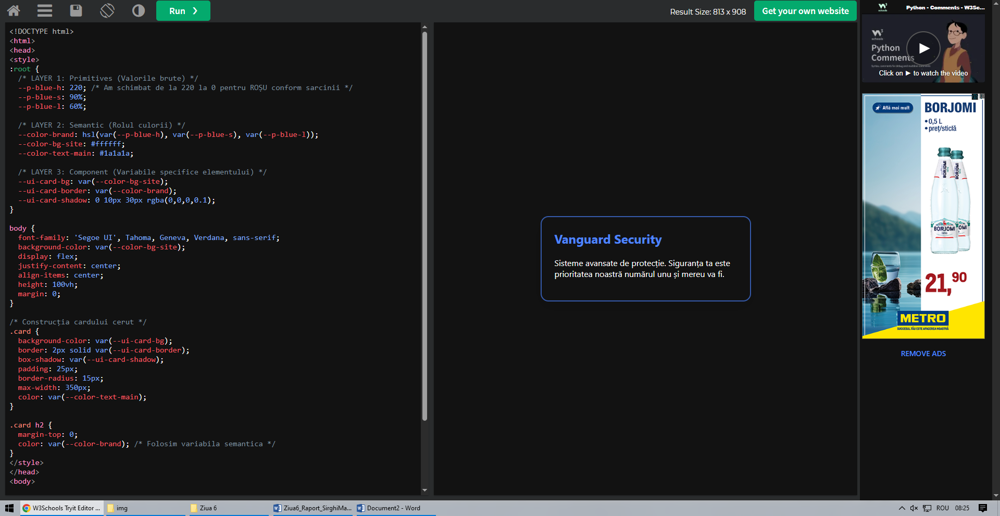 Run ❯
Result Size: 813 x 908
Get your own website
<!DOCTYPE html>
<html>
<head>
<style>
:root {
  /* LAYER 1: Primitives (Valorile brute) */
  --p-blue-h: 220; /* Am schimbat de la 220 la 0 pentru ROȘU conform sarcinii */
  --p-blue-s: 90%;
  --p-blue-l: 60%;
  /* LAYER 2: Semantic (Rolul culorii) */
  --color-brand: hsl(var(--p-blue-h), var(--p-blue-s), var(--p-blue-l));
  --color-bg-site: #ffffff;
  --color-text-main: #1a1a1a;
  /* LAYER 3: Component (Variabile specifice elementului) */
  --ui-card-bg: var(--color-bg-site);
  --ui-card-border: var(--color-brand);
  --ui-card-shadow: 0 10px 30px rgba(0,0,0,0.1);
}
body {
  font-family: 'Segoe UI', Tahoma, Geneva, Verdana, sans-serif;
  background-color: var(--color-bg-site);
  display: flex;
  justify-content: center;
  align-items: center;
  height: 100vh;
  margin: 0;
}
/* Construcția cardului cerut */
.card {
  background-color: var(--ui-card-bg);
  border: 2px solid var(--ui-card-border);
  box-shadow: var(--ui-card-shadow);
  padding: 25px;
  border-radius: 15px;
  max-width: 350px;
  color: var(--color-text-main);
}
.card h2 {
  margin-top: 0;
  color: var(--color-brand); /* Folosim variabila semantica */
}
</style>
</head>
<body>
Vanguard Security
Sisteme avansate de protecție. Siguranța ta este
prioritatea noastră numărul unu și mereu va fi.
Python - Comments - W3Sc...
schools
Python
Comments
Click on ► to watch the video
Află mai mult
BORJOMI
•0,5 L
•preț/sticlă
BORJOMI
BORJOMI
BORJOMI
21,90
METRO
SUCCESUL TĂU ESTE AFACEREA NOASTRĂ
REMOVE ADS
W3Schools Tryit Editor ...
img
Ziua 6
Ziua6_Raport_SirghiMa...
Document2 - Word
ROU
08:25